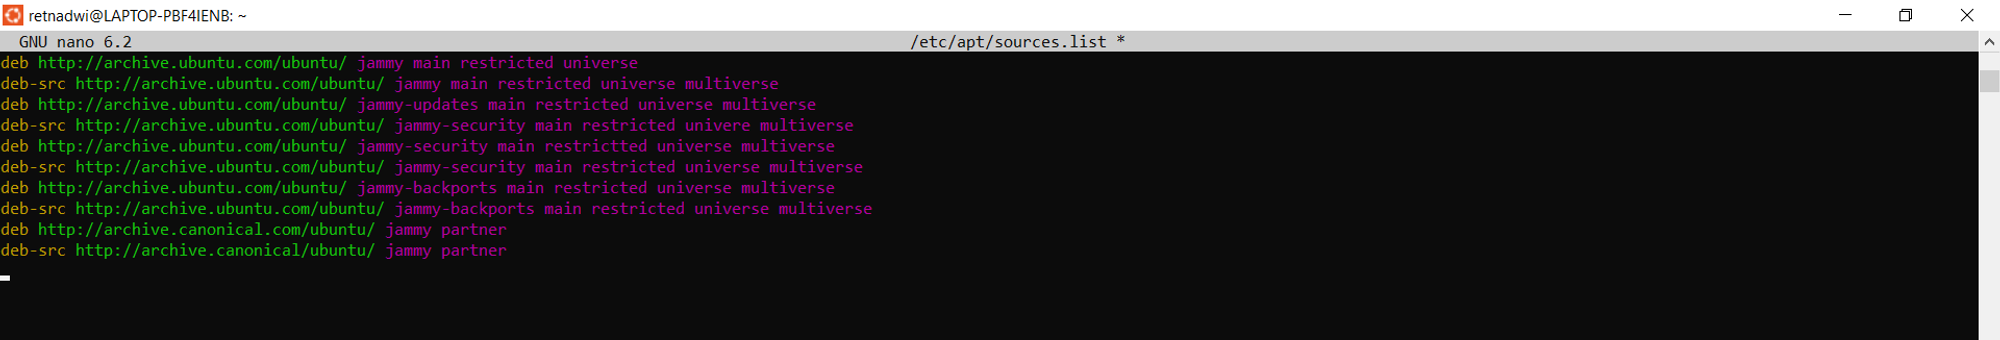 retnadwi@LAPTOP-PBF4IENB: ~
GNU nano 6.2 /etc/apt/sources.list *
deb http://archive.ubuntu.com/ubuntu/ jammy main restricted universe
deb-src http://archive.ubuntu.com/ubuntu/ jammy main restricted universe multiverse
deb http://archive.ubuntu.com/ubuntu/ jammy-updates main restricted universe multiverse
deb-src http://archive.ubuntu.com/ubuntu/ jammy-security main restricted univere multiverse
deb http://archive.ubuntu.com/ubuntu/ jammy-security main restrictted universe multiverse
deb-src http://archive.ubuntu.com/ubuntu/ jammy-security main restricted universe multiverse
deb http://archive.ubuntu.com/ubuntu/ jammy-backports main restricted universe multiverse
deb-src http://archive.ubuntu.com/ubuntu/ jammy-backports main restricted universe multiverse
deb http://archive.canonical.com/ubuntu/ jammy partner
deb-src http://archive.canonical/ubuntu/ jammy partner